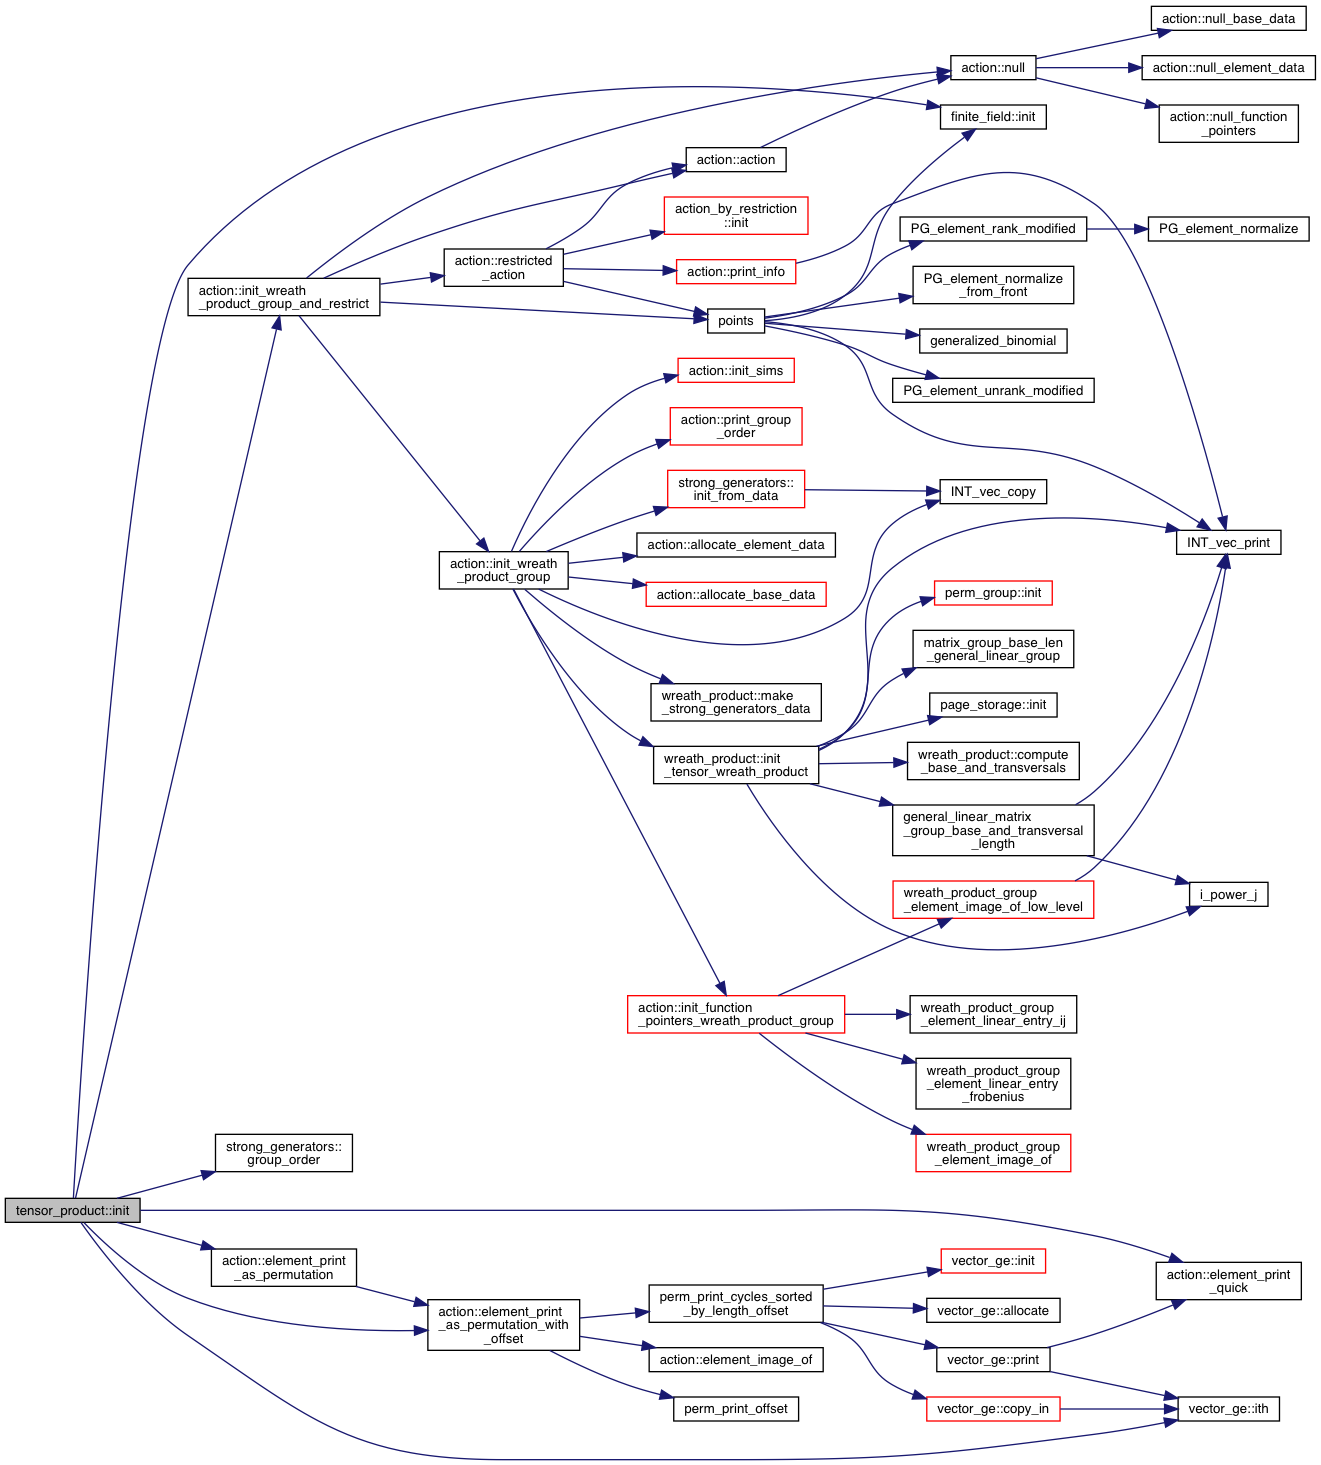 action::null_base_data
action::null
action::null_element_data
finite_field::init
action::null_function
_pointers
action::action
action_by_restriction
::init
PG_element_rank_modified
PG_element_normalize
action::restricted
_action
action::print_info
PG_element_normalize
_from_front
action::init_wreath
_product_group_and_restrict
points
generalized_binomial
action::init_sims
PG_element_unrank_modified
action::print_group
_order
strong_generators::
init_from_data
INT_vec_copy
action::allocate_element_data
INT_vec_print
action::init_wreath
_product_group
action::allocate_base_data
perm_group::init
matrix_group_base_len
_general_linear_group
wreath_product::make
_strong_generators_data
page_storage::init
wreath_product::init
_tensor_wreath_product
wreath_product::compute
_base_and_transversals
general_linear_matrix
_group_base_and_transversal
_length
wreath_product_group
_element_image_of_low_level
i_power_j
action::init_function
_pointers_wreath_product_group
wreath_product_group
_element_linear_entry_ij
wreath_product_group
_element_linear_entry
_frobenius
strong_generators::
group_order
wreath_product_group
_element_image_of
tensor_product::init
action::element_print
_as_permutation
vector_ge::init
action::element_print
_quick
action::element_print
_as_permutation_with
_offset
perm_print_cycles_sorted
_by_length_offset
vector_ge::allocate
action::element_image_of
vector_ge::print
perm_print_offset
vector_ge::copy_in
vector_ge::ith